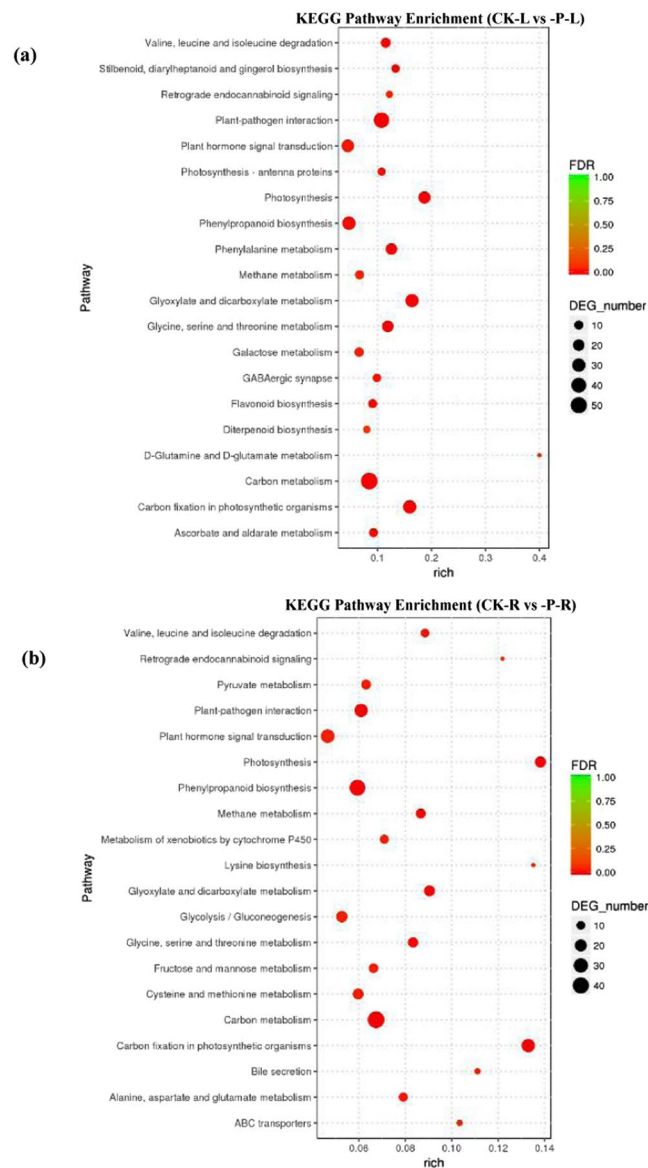 KEGG Pathway Enrichment (CK-L vs -P-L)
(a)
Valine, leucine and isoleucine degradation
Stilbenoid, diarylheptanoid and gingerol biosynthesis
Retrograde endocannabinoid signaling
Plant-pathogen interaction
Plant hormone signal transduction
Photosynthesis - antenna proteins
Photosynthesis
Phenylpropanoid biosynthesis
Phenylalanine metabolism
Methane metabolism
Glyoxylate and dicarboxylate metabolism
Glycine, serine and threonine metabolism
Galactose metabolism
GABAergic synapse
Flavonoid biosynthesis
Diterpenoid biosynthesis
D-Glutamine and D-glutamate metabolism
Carbon metabolism
Carbon fixation in photosynthetic organisms
Ascorbate and aldarate metabolism
Pathway
0.1 0.2 0.3 0.4
rich
FDR
1.00
0.75
0.50
0.25
0.00
DEG_number
10
20
30
40
50
KEGG Pathway Enrichment (CK-R vs -P-R)
(b)
Valine, leucine and isoleucine degradation
Retrograde endocannabinoid signaling
Pyruvate metabolism
Plant-pathogen interaction
Plant hormone signal transduction
Photosynthesis
Phenylpropanoid biosynthesis
Methane metabolism
Metabolism of xenobiotics by cytochrome P450
Lysine biosynthesis
Glyoxylate and dicarboxylate metabolism
Glycolysis / Gluconeogenesis
Glycine, serine and threonine metabolism
Fructose and mannose metabolism
Cysteine and methionine metabolism
Carbon metabolism
Carbon fixation in photosynthetic organisms
Bile secretion
Alanine, aspartate and glutamate metabolism
ABC transporters
Pathway
0.06 0.08 0.10 0.12 0.14
rich
FDR
1.00
0.75
0.50
0.25
0.00
DEG_number
10
20
30
40